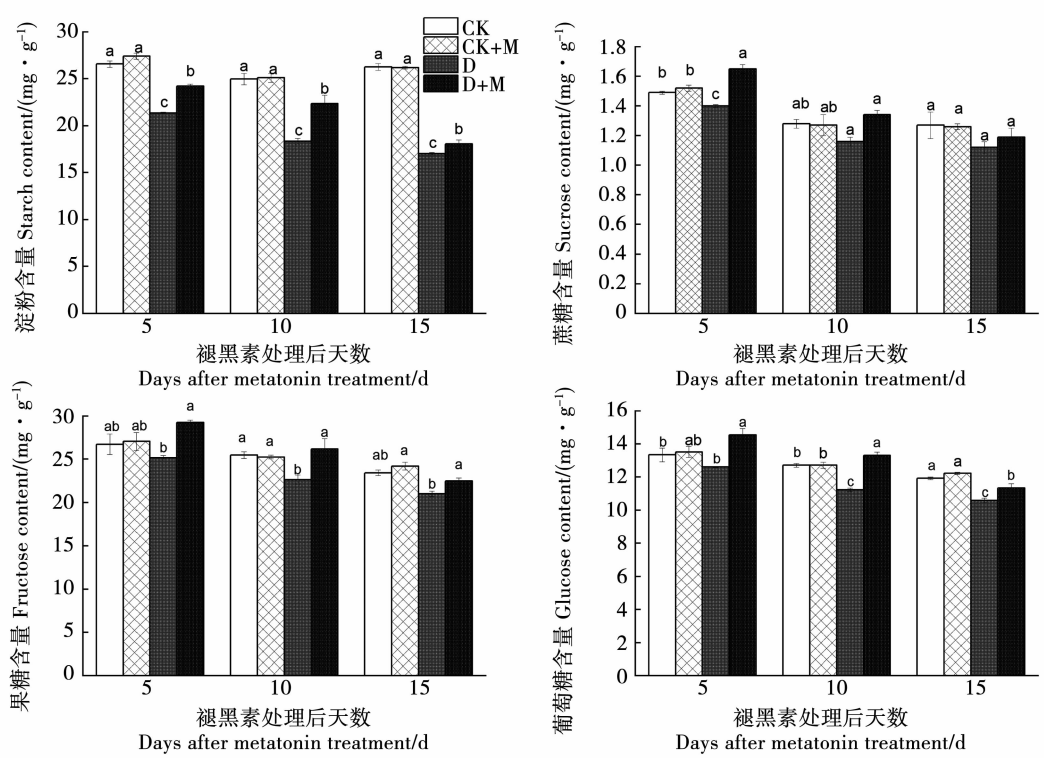 淀粉含量 Starch content/(mg·g⁻¹)
30
25
20
15
10
5
0
a
a
c
b
a
a
c
b
a
a
c
b
CK
CK+M
D
D+M
5
10
15
褪黑素处理后天数
Days after metatonin treatment/d
蔗糖含量 Sucrose content/(mg·g⁻¹)
1.8
1.6
1.4
1.2
1.0
0.8
0.6
0.4
0.2
0
b
b
c
a
ab
ab
a
a
a
a
a
a
5
10
15
褪黑素处理后天数
Days after metatonin treatment/d
果糖含量 Fructose content/(mg·g⁻¹)
30
25
20
15
10
5
0
ab
ab
b
a
a
a
b
a
ab
a
b
a
5
10
15
褪黑素处理后天数
Days after metatonin treatment/d
葡萄糖含量 Glucose content/(mg·g⁻¹)
16
14
12
10
8
6
4
2
0
b
ab
b
a
b
b
c
a
a
a
c
b
5
10
15
褪黑素处理后天数
Days after metatonin treatment/d